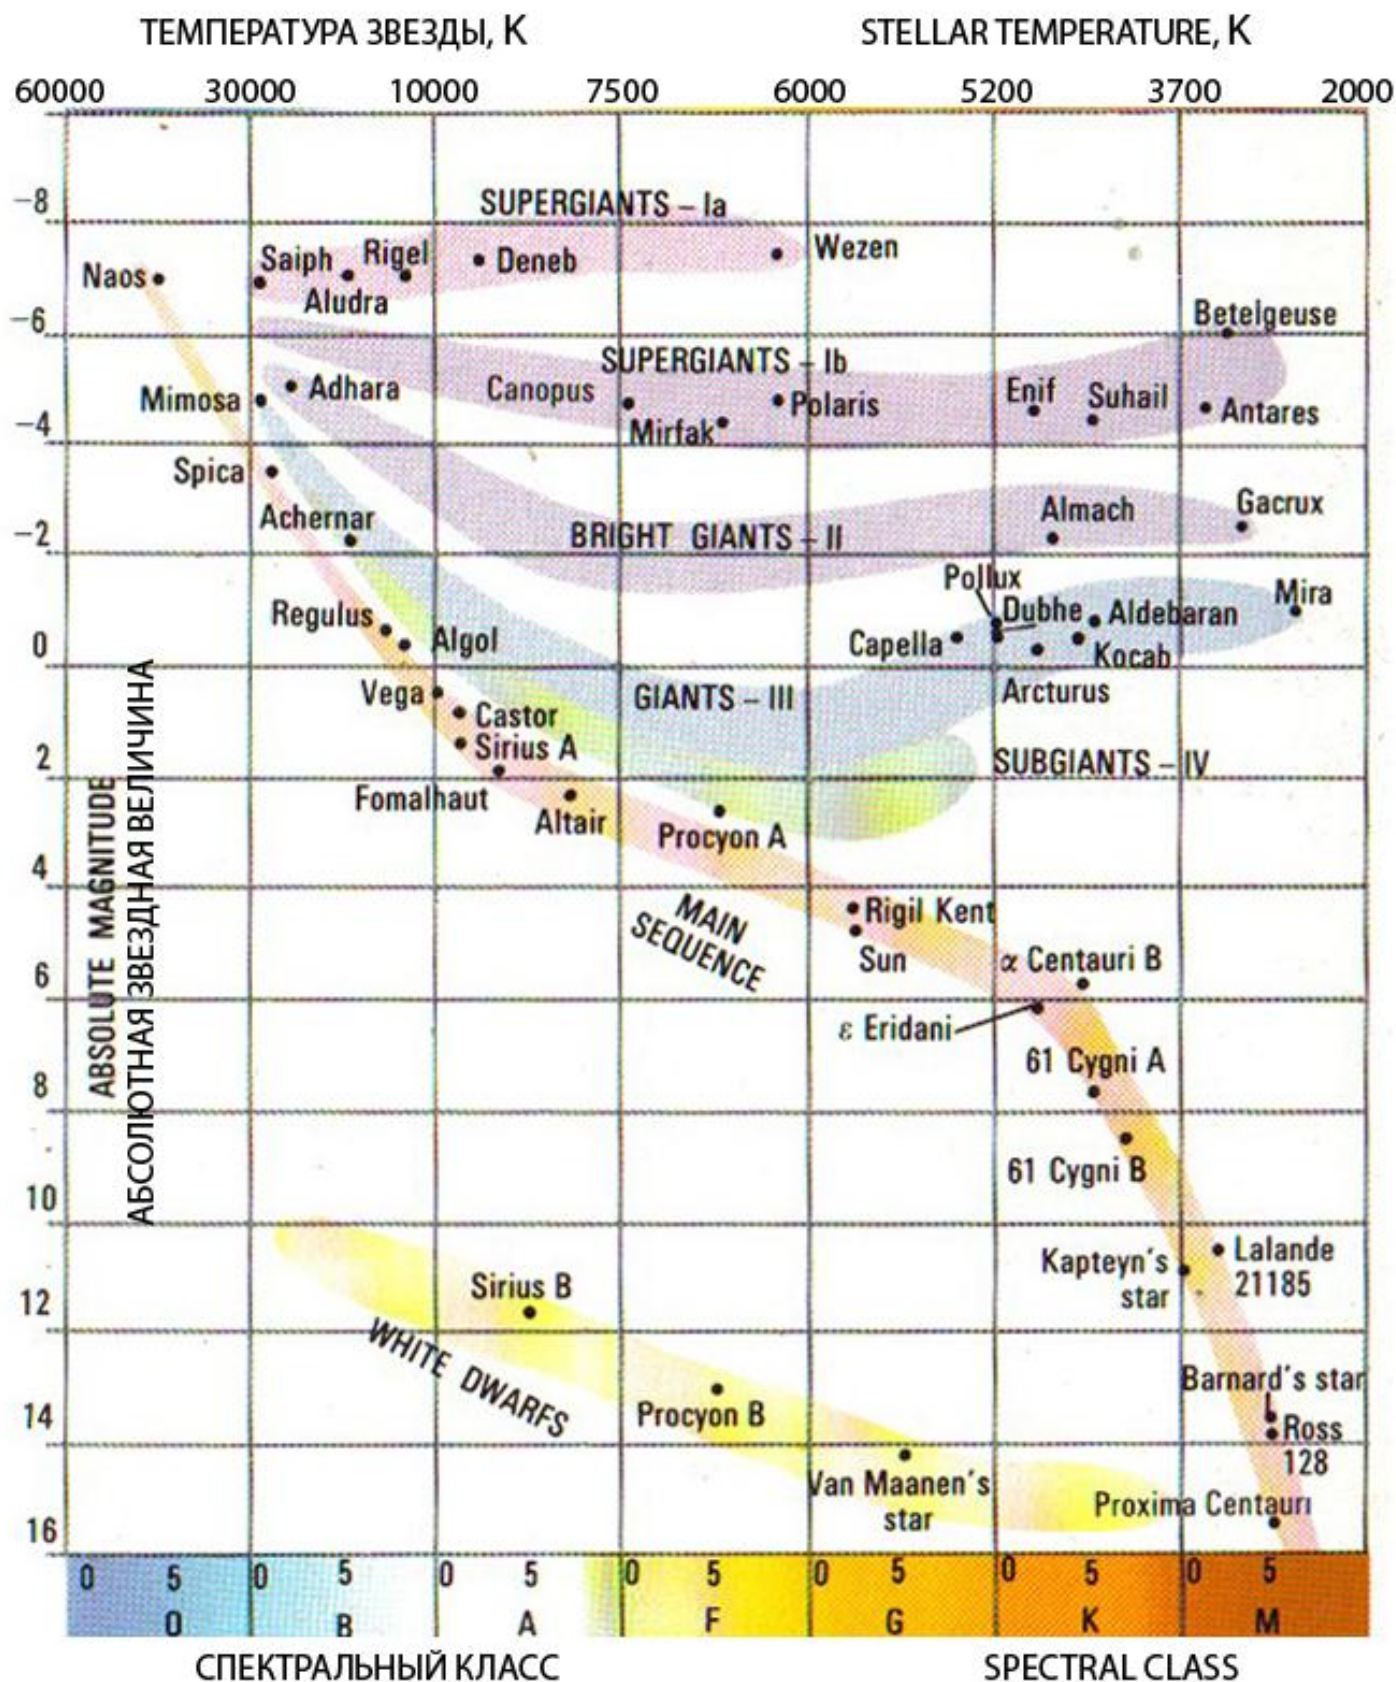 ТЕМПЕРАТУРА ЗВЕЗДЫ, К
STELLAR TEMPERATURE, K
60000 30000 10000 7500 6000 5200 3700 2000
−8
SUPERGIANTS – Ia
Wezen
Saiph
Rigel
Deneb
Naos
Aludra
−6
Betelgeuse
SUPERGIANTS – Ib
Mimosa
Adhara
Canopus
Polaris
Enif
Suhail
Antares
−4
Mirfak
Spica
Achernar
Almach
Gacrux
−2
BRIGHT GIANTS – II
Pollux
Mira
Regulus
Dubhe
Aldebaran
Algol
Capella
Kocab
0
Vega
GIANTS – III
Arcturus
Castor
Sirius A
2
SUBGIANTS – IV
Fomalhaut
Altair
Procyon A
4
MAIN
SEQUENCE
Rigil Kent
Sun
α Centauri B
6
ε Eridani
61 Cygni A
8
61 Cygni B
ABSOLUTE MAGNITUDE
АБСОЛЮТНАЯ ЗВЕЗДНАЯ ВЕЛИЧИНА
10
Kapteyn's
star
Lalande
21185
Sirius B
12
WHITE DWARFS
Barnard's star
Procyon B
14
Ross
128
Van Maanen's
star
Proxima Centauri
16
0 5 0 5 0 5 0 5 0 5 0 5 0 5
O B A F G K M
СПЕКТРАЛЬНЫЙ КЛАСС
SPECTRAL CLASS